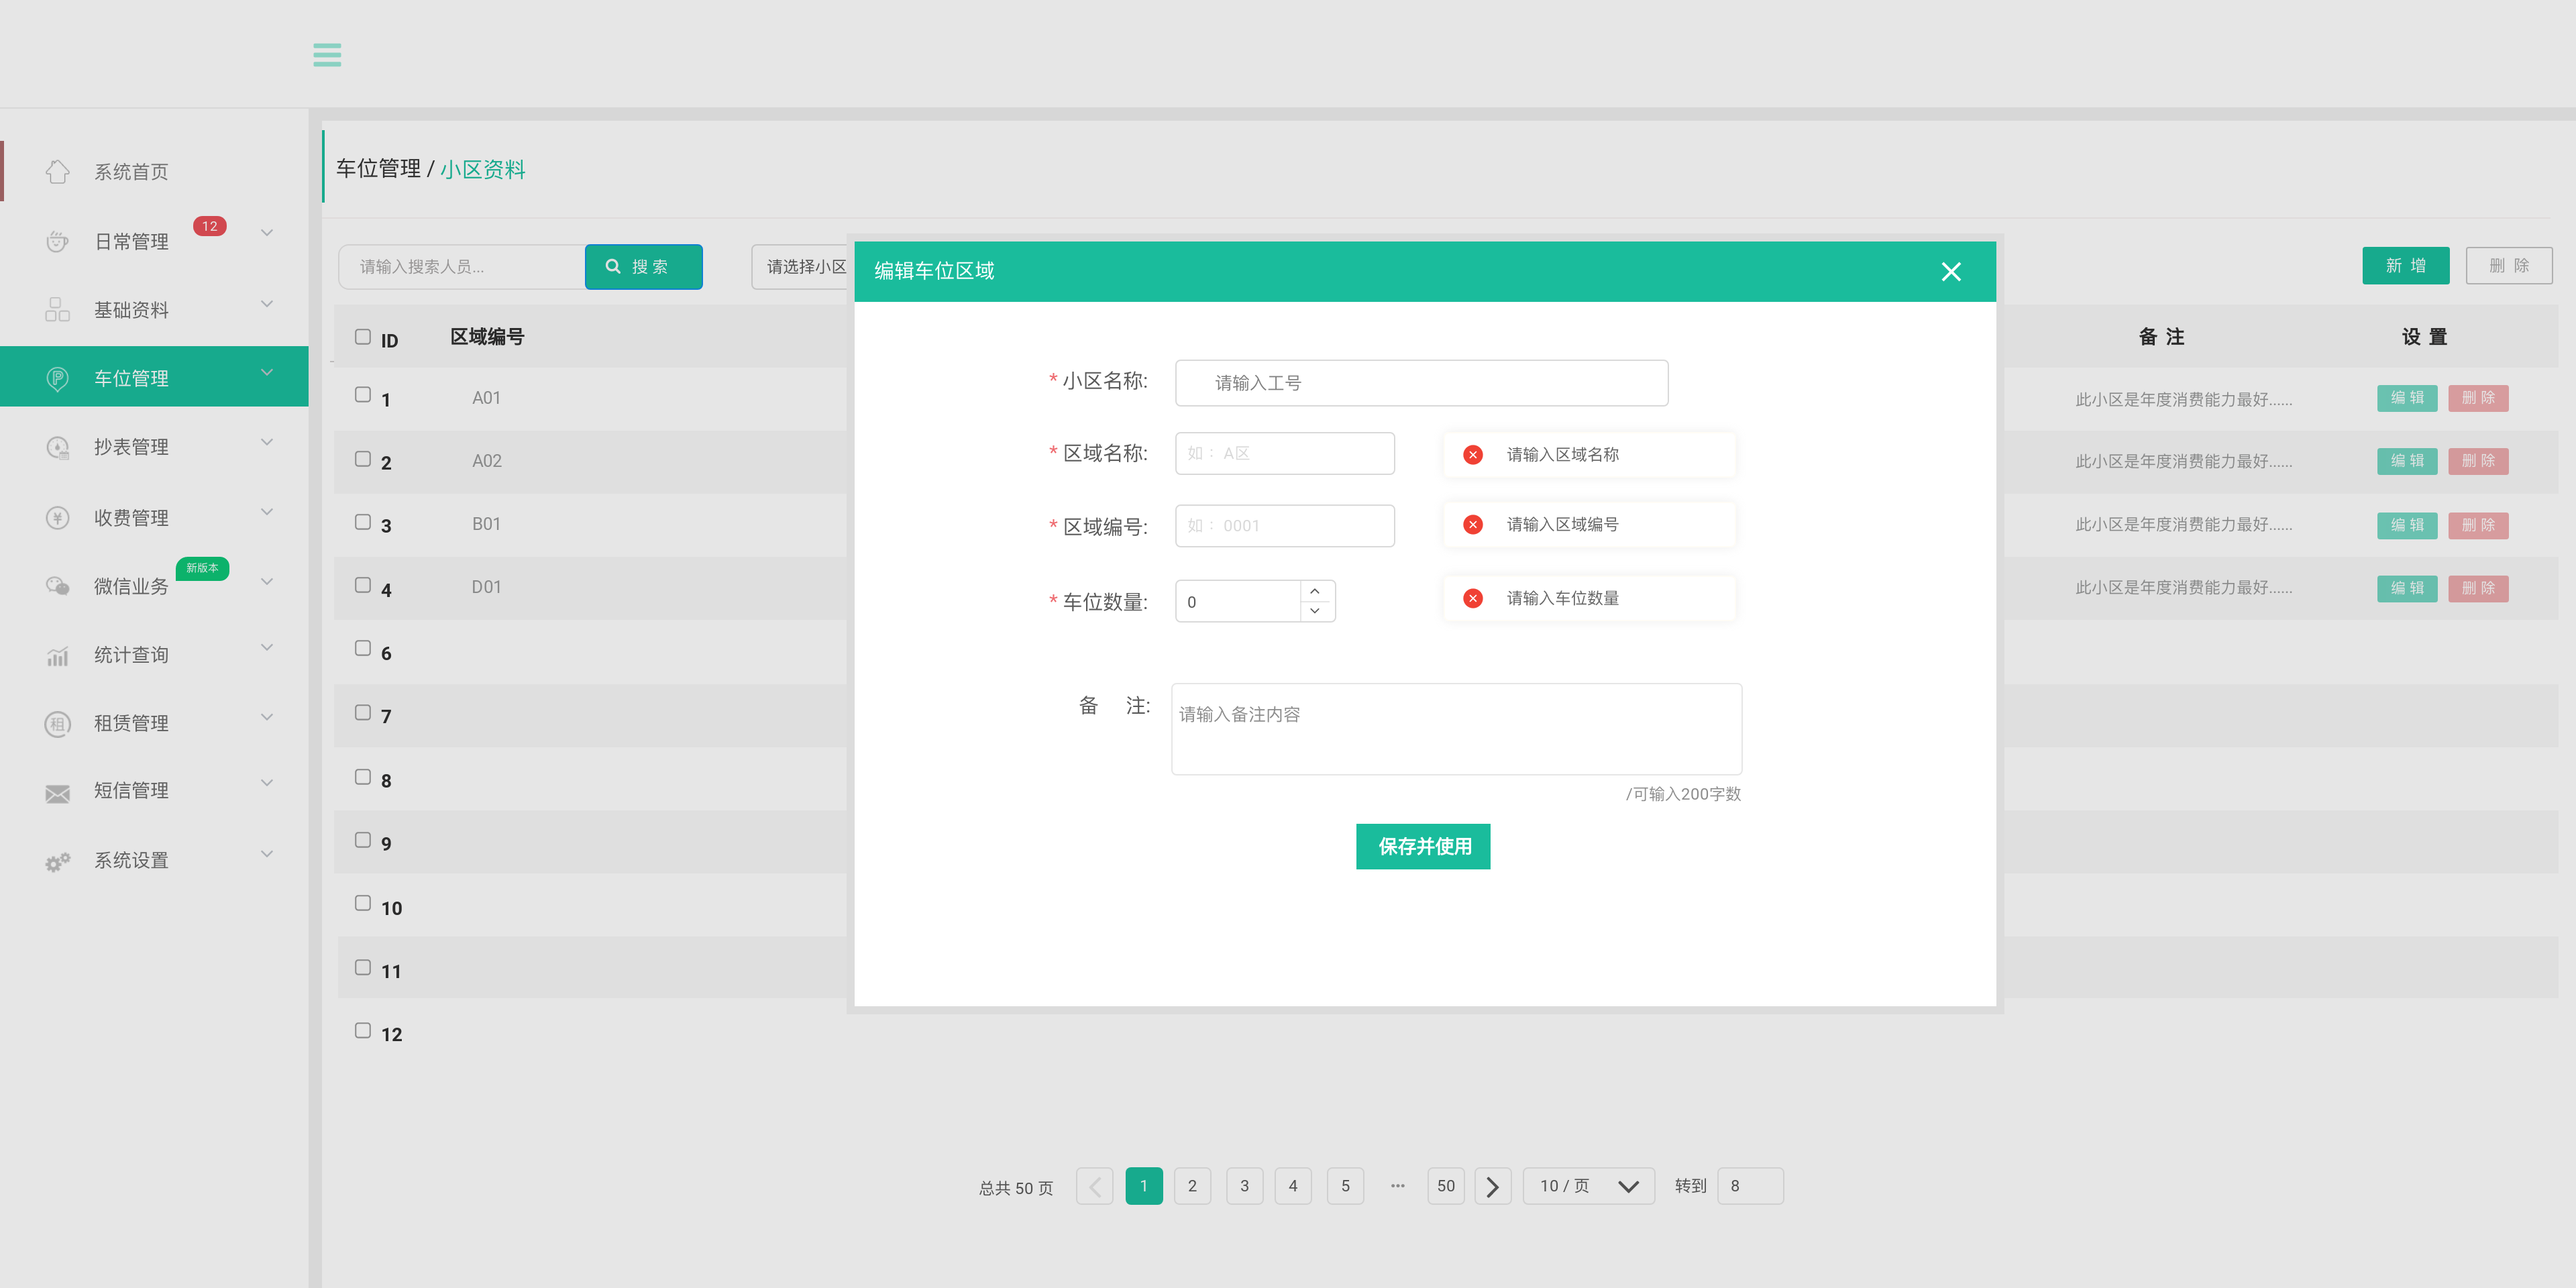 系统首页
日常管理
12
基础资料
车位管理
抄表管理
收费管理
微信业务
新版本
统计查询
租
租赁管理
短信管理
系统设置
车位管理 / 小区资料
请输入搜索人员...
搜 索
请选择小区
新 增
删 除
ID 区域编号 备 注 设 置
1 A01 此小区是年度消费能力最好...... 编 辑 删 除
2 A02 此小区是年度消费能力最好...... 编 辑 删 除
3 B01 此小区是年度消费能力最好...... 编 辑 删 除
4 D01 此小区是年度消费能力最好...... 编 辑 删 除
6
7
8
9
10
11
12
编辑车位区域
* 小区名称: 请输入工号
* 区域名称: 如： A区 请输入区域名称
* 区域编号: 如： 0001 请输入区域编号
* 车位数量: 0 请输入车位数量
备 注: 请输入备注内容
/可输入200字数
保存并使用
总共 50 页 1 2 3 4 5 ··· 50 10 / 页 转到 8